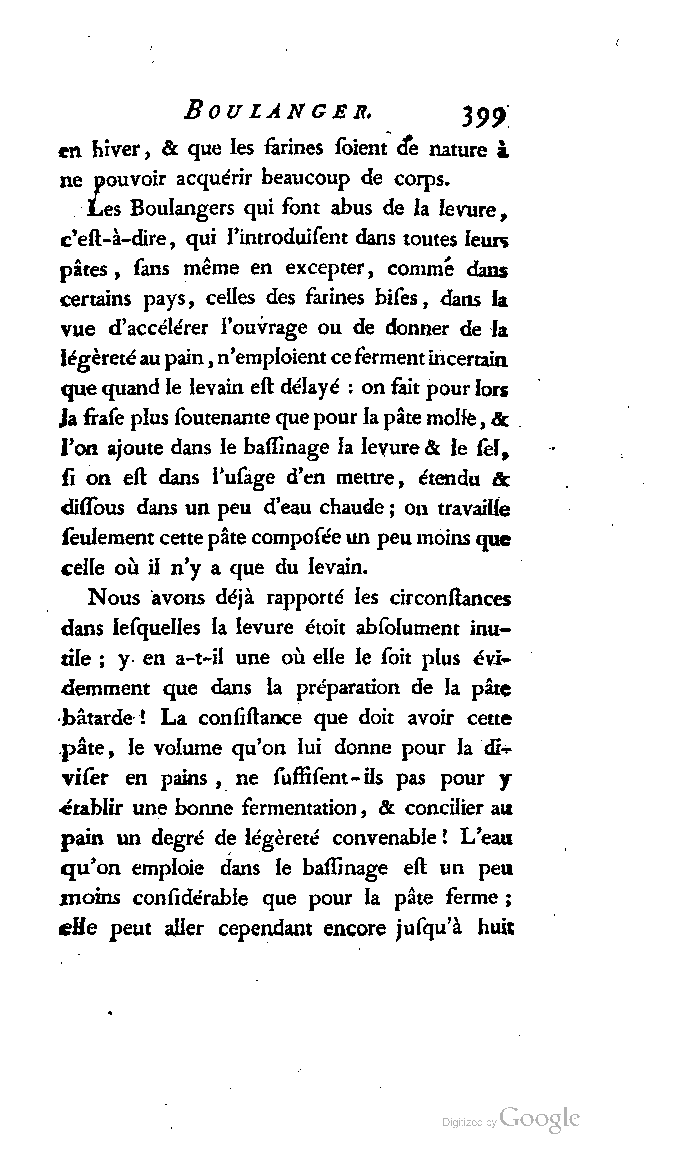 BOULANGER. 399
en hiver, & que les farines ſoient de nature à
ne pouvoir acquérir beaucoup de corps.
Les Boulangers qui font abus de la levure,
c'eſt-à-dire, qui l'introduiſent dans toutes leurs
pâtes, ſans même en excepter, comme dans
certains pays, celles des farines biſes, dans la
vue d'accélérer l'ouvrage ou de donner de la
légèreté au pain, n'emploient ce ferment incertain
que quand le levain eſt délayé : on fait pour lors
la fraſe plus ſoutenante que pour la pâte molle, &
l'on ajoute dans le baſſinage la levure & le ſel,
ſi on eſt dans l'uſage d'en mettre, étendu &
diſſous dans un peu d'eau chaude; on travaille
ſeulement cette pâte compoſée un peu moins que
celle où il n'y a que du levain.
Nous avons déjà rapporté les circonſtances
dans leſquelles la levure étoit abſolument inu-
tile ; y en a-t-il une où elle le ſoit plus évi-
demment que dans la préparation de la pâte
bâtarde ! La conſiſtance que doit avoir cette
pâte, le volume qu'on lui donne pour la di-
viſer en pains, ne ſuffiſent-ils pas pour y
établir une bonne fermentation, & concilier au
pain un degré de légèreté convenable! L'eau
qu'on emploie dans le baſſinage eſt un peu
moins conſidérable que pour la pâte ferme ;
elle peut aller cependant encore juſqu'à huit
Digitized by Google